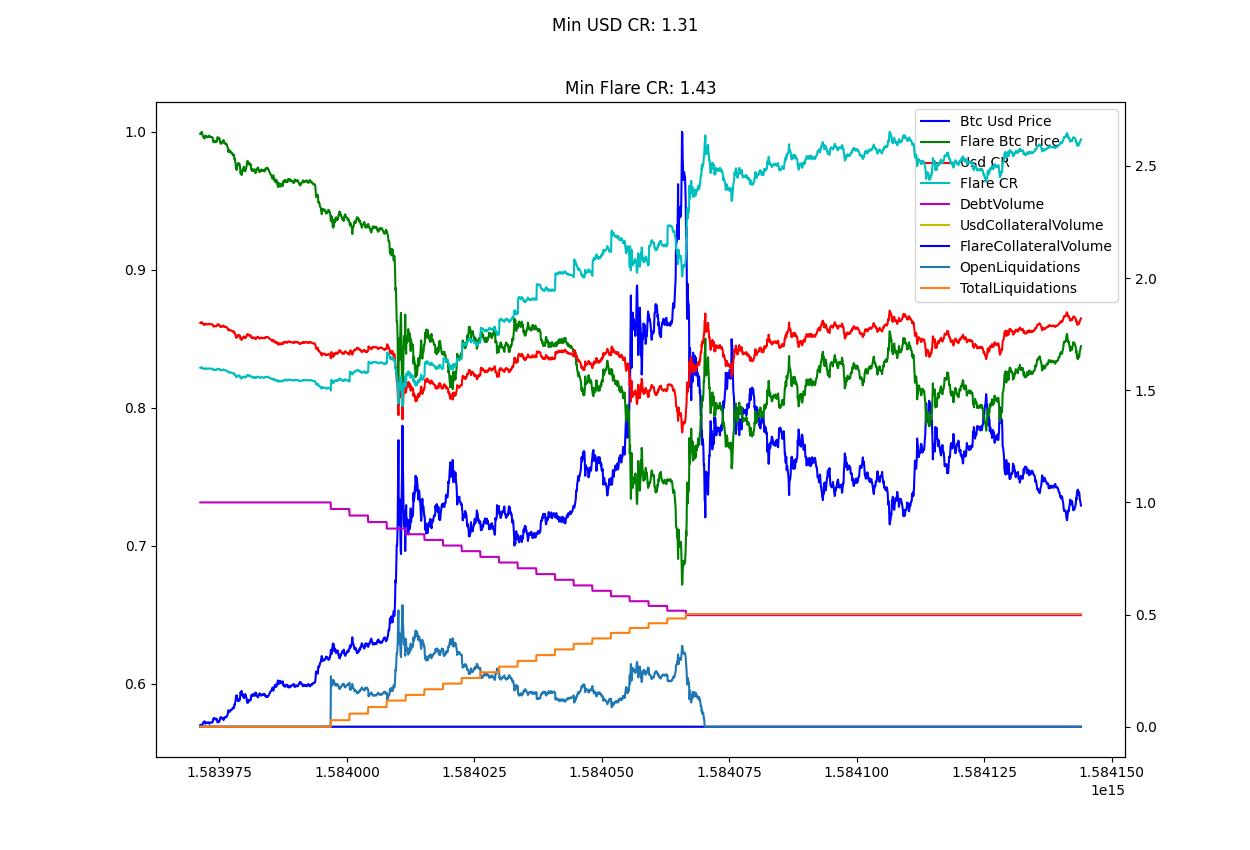 Min USD CR: 1.31
Min Flare CR: 1.43
Btc Usd Price
Flare Btc Price
Usd CR
Flare CR
DebtVolume
UsdCollateralVolume
FlareCollateralVolume
OpenLiquidations
TotalLiquidations
1.0
0.9
0.8
0.7
0.6
2.5
2.0
1.5
1.0
0.5
0.0
1.583975 1.584000 1.584025 1.584050 1.584075 1.584100 1.584125 1.584150
1e15